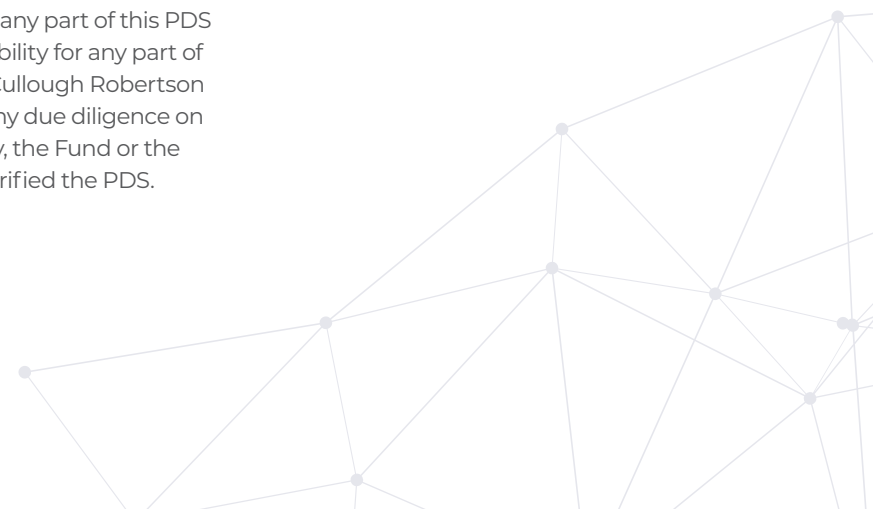 any part of this PDS
bility for any part of
Cullough Robertson
ny due diligence on
y, the Fund or the
rified the PDS.